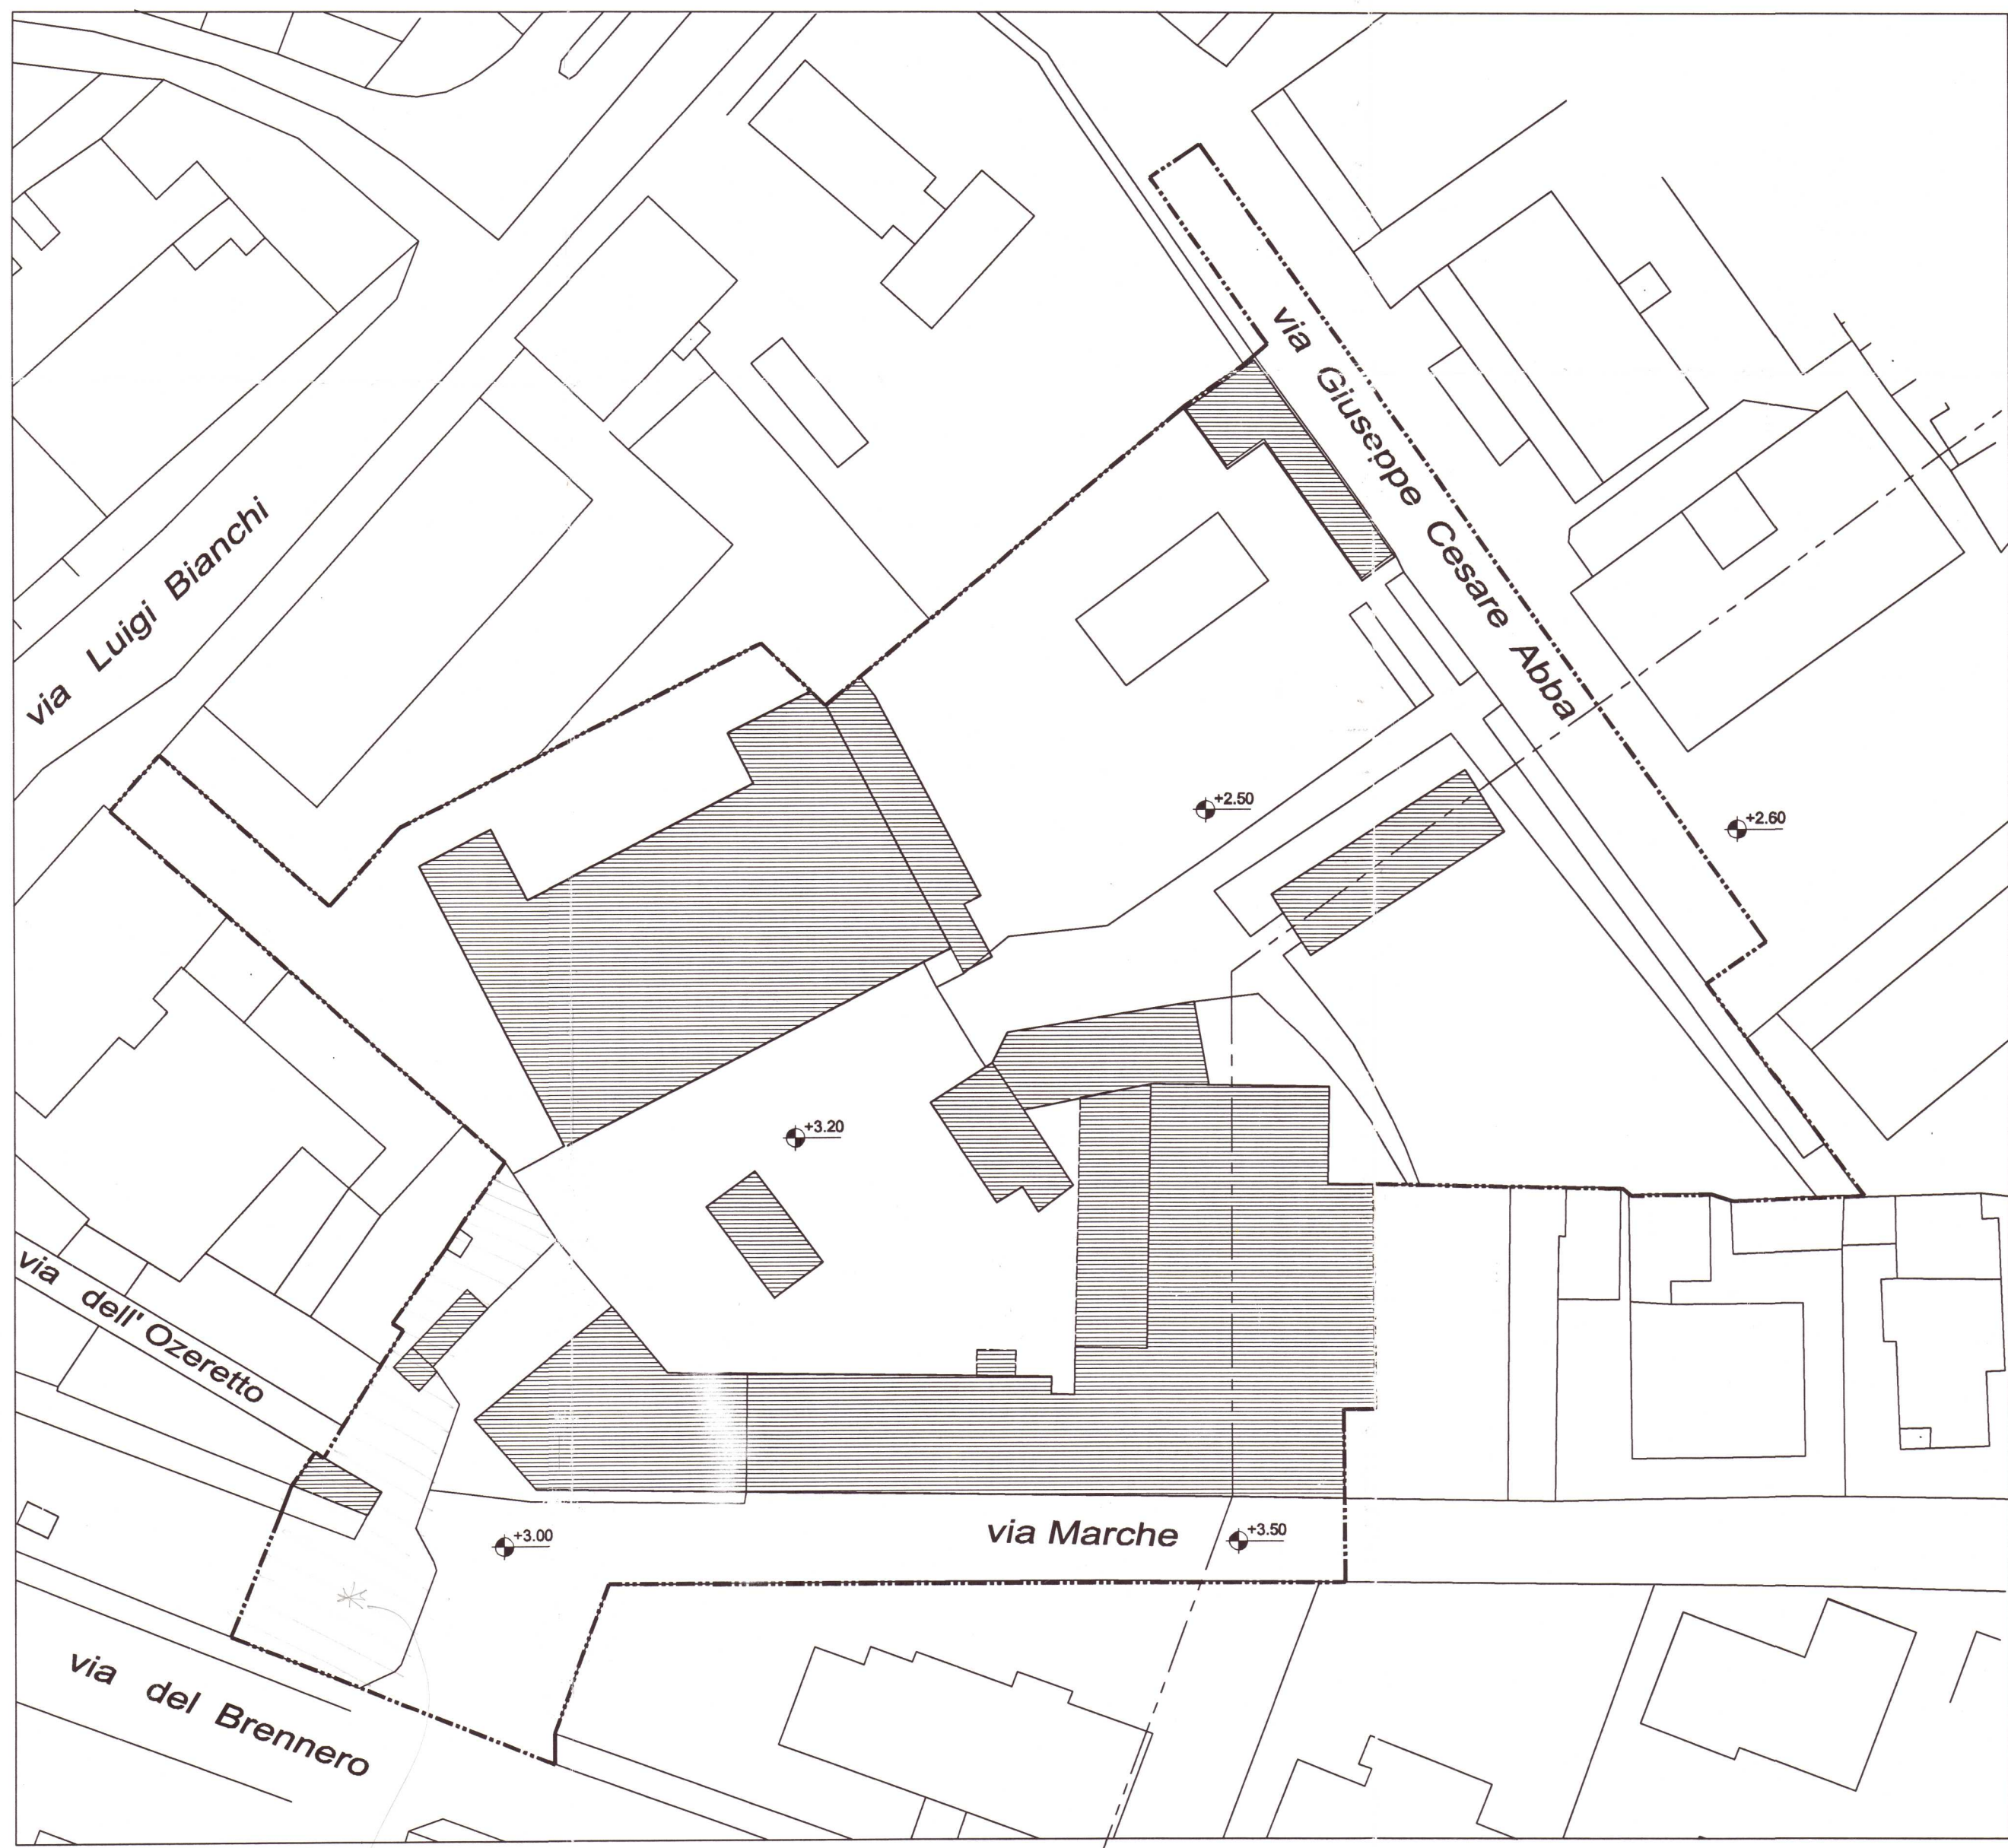 via Giuseppe Cesare Abba
via Luigi Bianchi
+2.50
+2.60
+3.20
via dell' Ozeretto
+3.00
via Marche
+3.50
via del Brennero